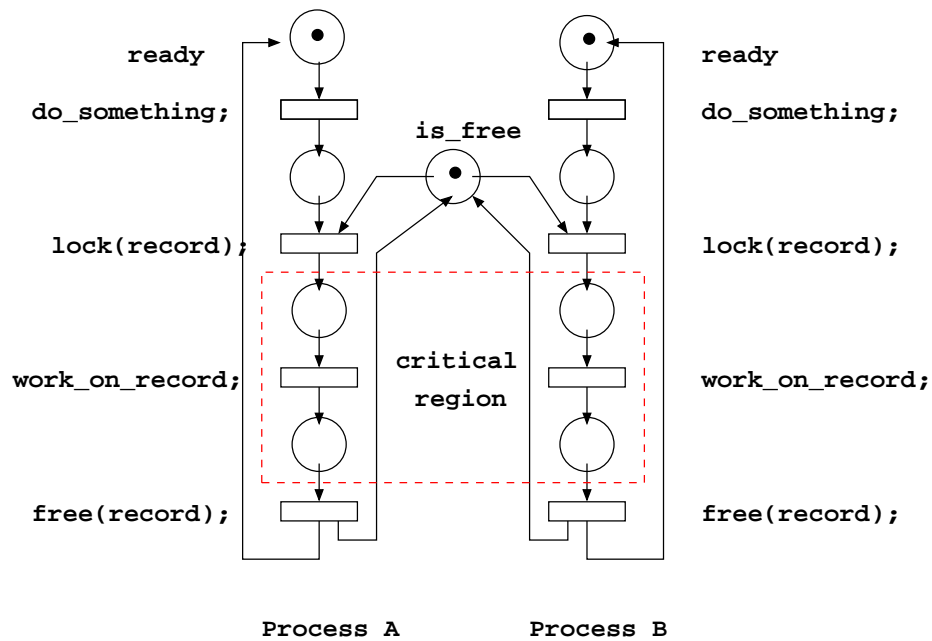 ready ready
do_something; do_something;
is_free
lock(record); lock(record);
critical
region
work_on_record; work_on_record;
free(record); free(record);
Process A Process B